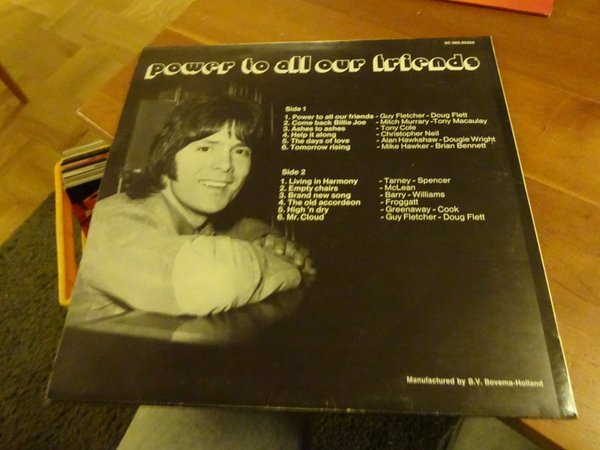 5C 062.05305
power to all our friends
Side 1
1. Power to all our friends - Guy Fletcher - Doug Flett
2. Come back Billie Joe - Mitch Murrary - Tony Macaulay
3. Ashes to ashes - Tony Cole
4. Help it along - Christopher Neil
5. The days of love - Alan Hawkshaw - Dougie Wright
6. Tomorrow rising - Mike Hawker - Brian Bennett
Side 2
1. Living in Harmony - Tarney - Spencer
2. Empty chairs - McLean
3. Brand new song - Barry - Williams
4. The old accordeon - Froggatt
5. High 'n dry - Greenaway - Cook
6. Mr. Cloud - Guy Fletcher - Doug Flett
Manufactured by B.V. Bovema-Holland